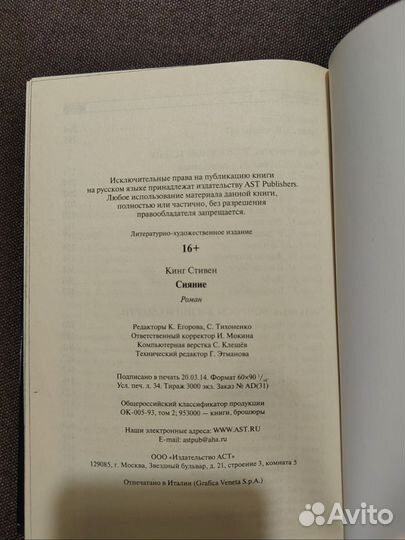 Исключительные права на публикацию книги
на русском языке принадлежат издательству AST Publishers.
Любое использование материала данной книги,
полностью или частично, без разрешения
правообладателя запрещается.
Литературно-художественное издание
16+
Кинг Стивен
Сияние
Роман
Редакторы К. Егорова, С. Тихоненко
Ответственный корректор И. Мокина
Компьютерная верстка С. Клещёв
Технический редактор Г. Этманова
Подписано в печать 20.03.14. Формат 60×90 1/16
Усл. печ. л. 34. Тираж 3000 экз. Заказ № AD(31)
Общероссийский классификатор продукции
ОК-005-93, том 2; 953000 — книги, брошюры
Наши электронные адреса: WWW.AST.RU
E-mail: astpub@aha.ru
ООО «Издательство АСТ»
129085, г. Москва, Звездный бульвар, д. 21, строение 3, комната 5
Отпечатано в Италии (Grafica Veneta S.p.A.)
Avito